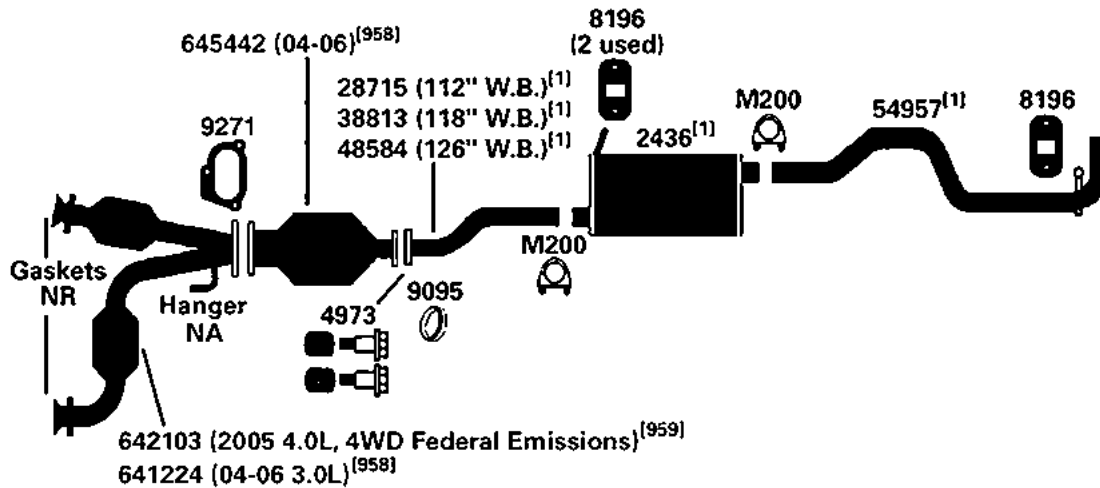 645442 (04-06)[958]
8196
(2 used)
28715 (112" W.B.)[1]
38813 (118" W.B.)[1]
48584 (126" W.B.)[1]
9271
2436[1]
M200
54957[1]
8196
Gaskets
NR
Hanger
NA
M200
4973
9095
642103 (2005 4.0L, 4WD Federal Emissions)[959]
641224 (04-06 3.0L)[958]